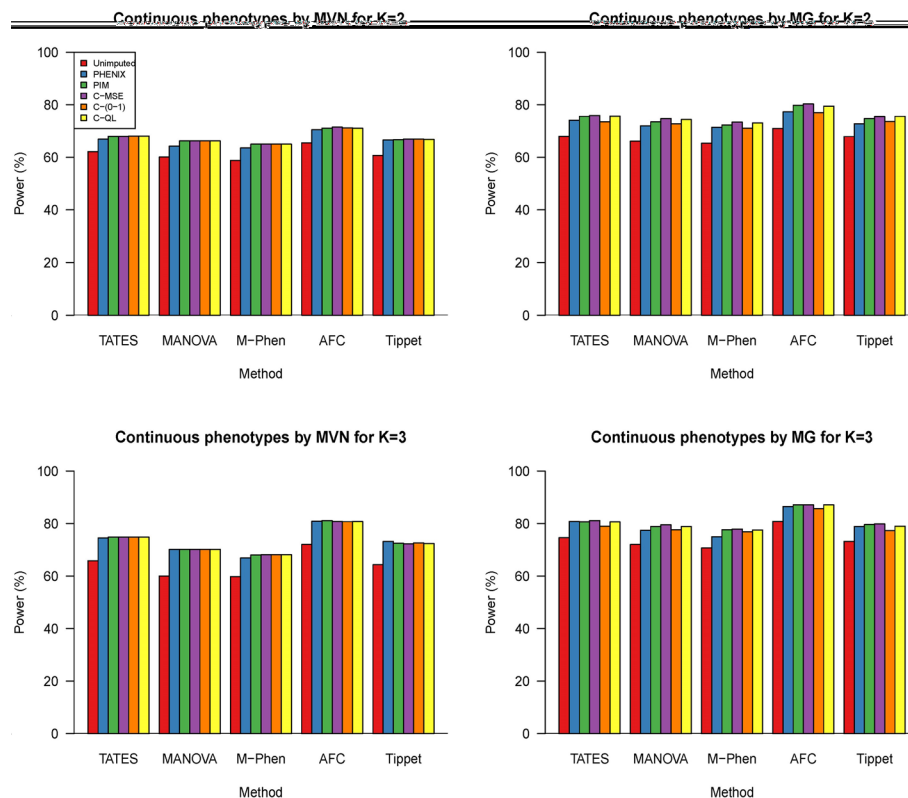 Continuous phenotypes by MVN for K=2
Continuous phenotypes by MG for K=2
100
80
60
40
20
0
Power (%)
Unimputed
PHENIX
PIM
C−MSE
C−(0−1)
C−QL
TATES MANOVA M−Phen AFC Tippet
Method
100
80
60
40
20
0
Power (%)
TATES MANOVA M−Phen AFC Tippet
Method
Continuous phenotypes by MVN for K=3
100
80
60
40
20
0
Power (%)
TATES MANOVA M−Phen AFC Tippet
Method
Continuous phenotypes by MG for K=3
100
80
60
40
20
0
Power (%)
TATES MANOVA M−Phen AFC Tippet
Method